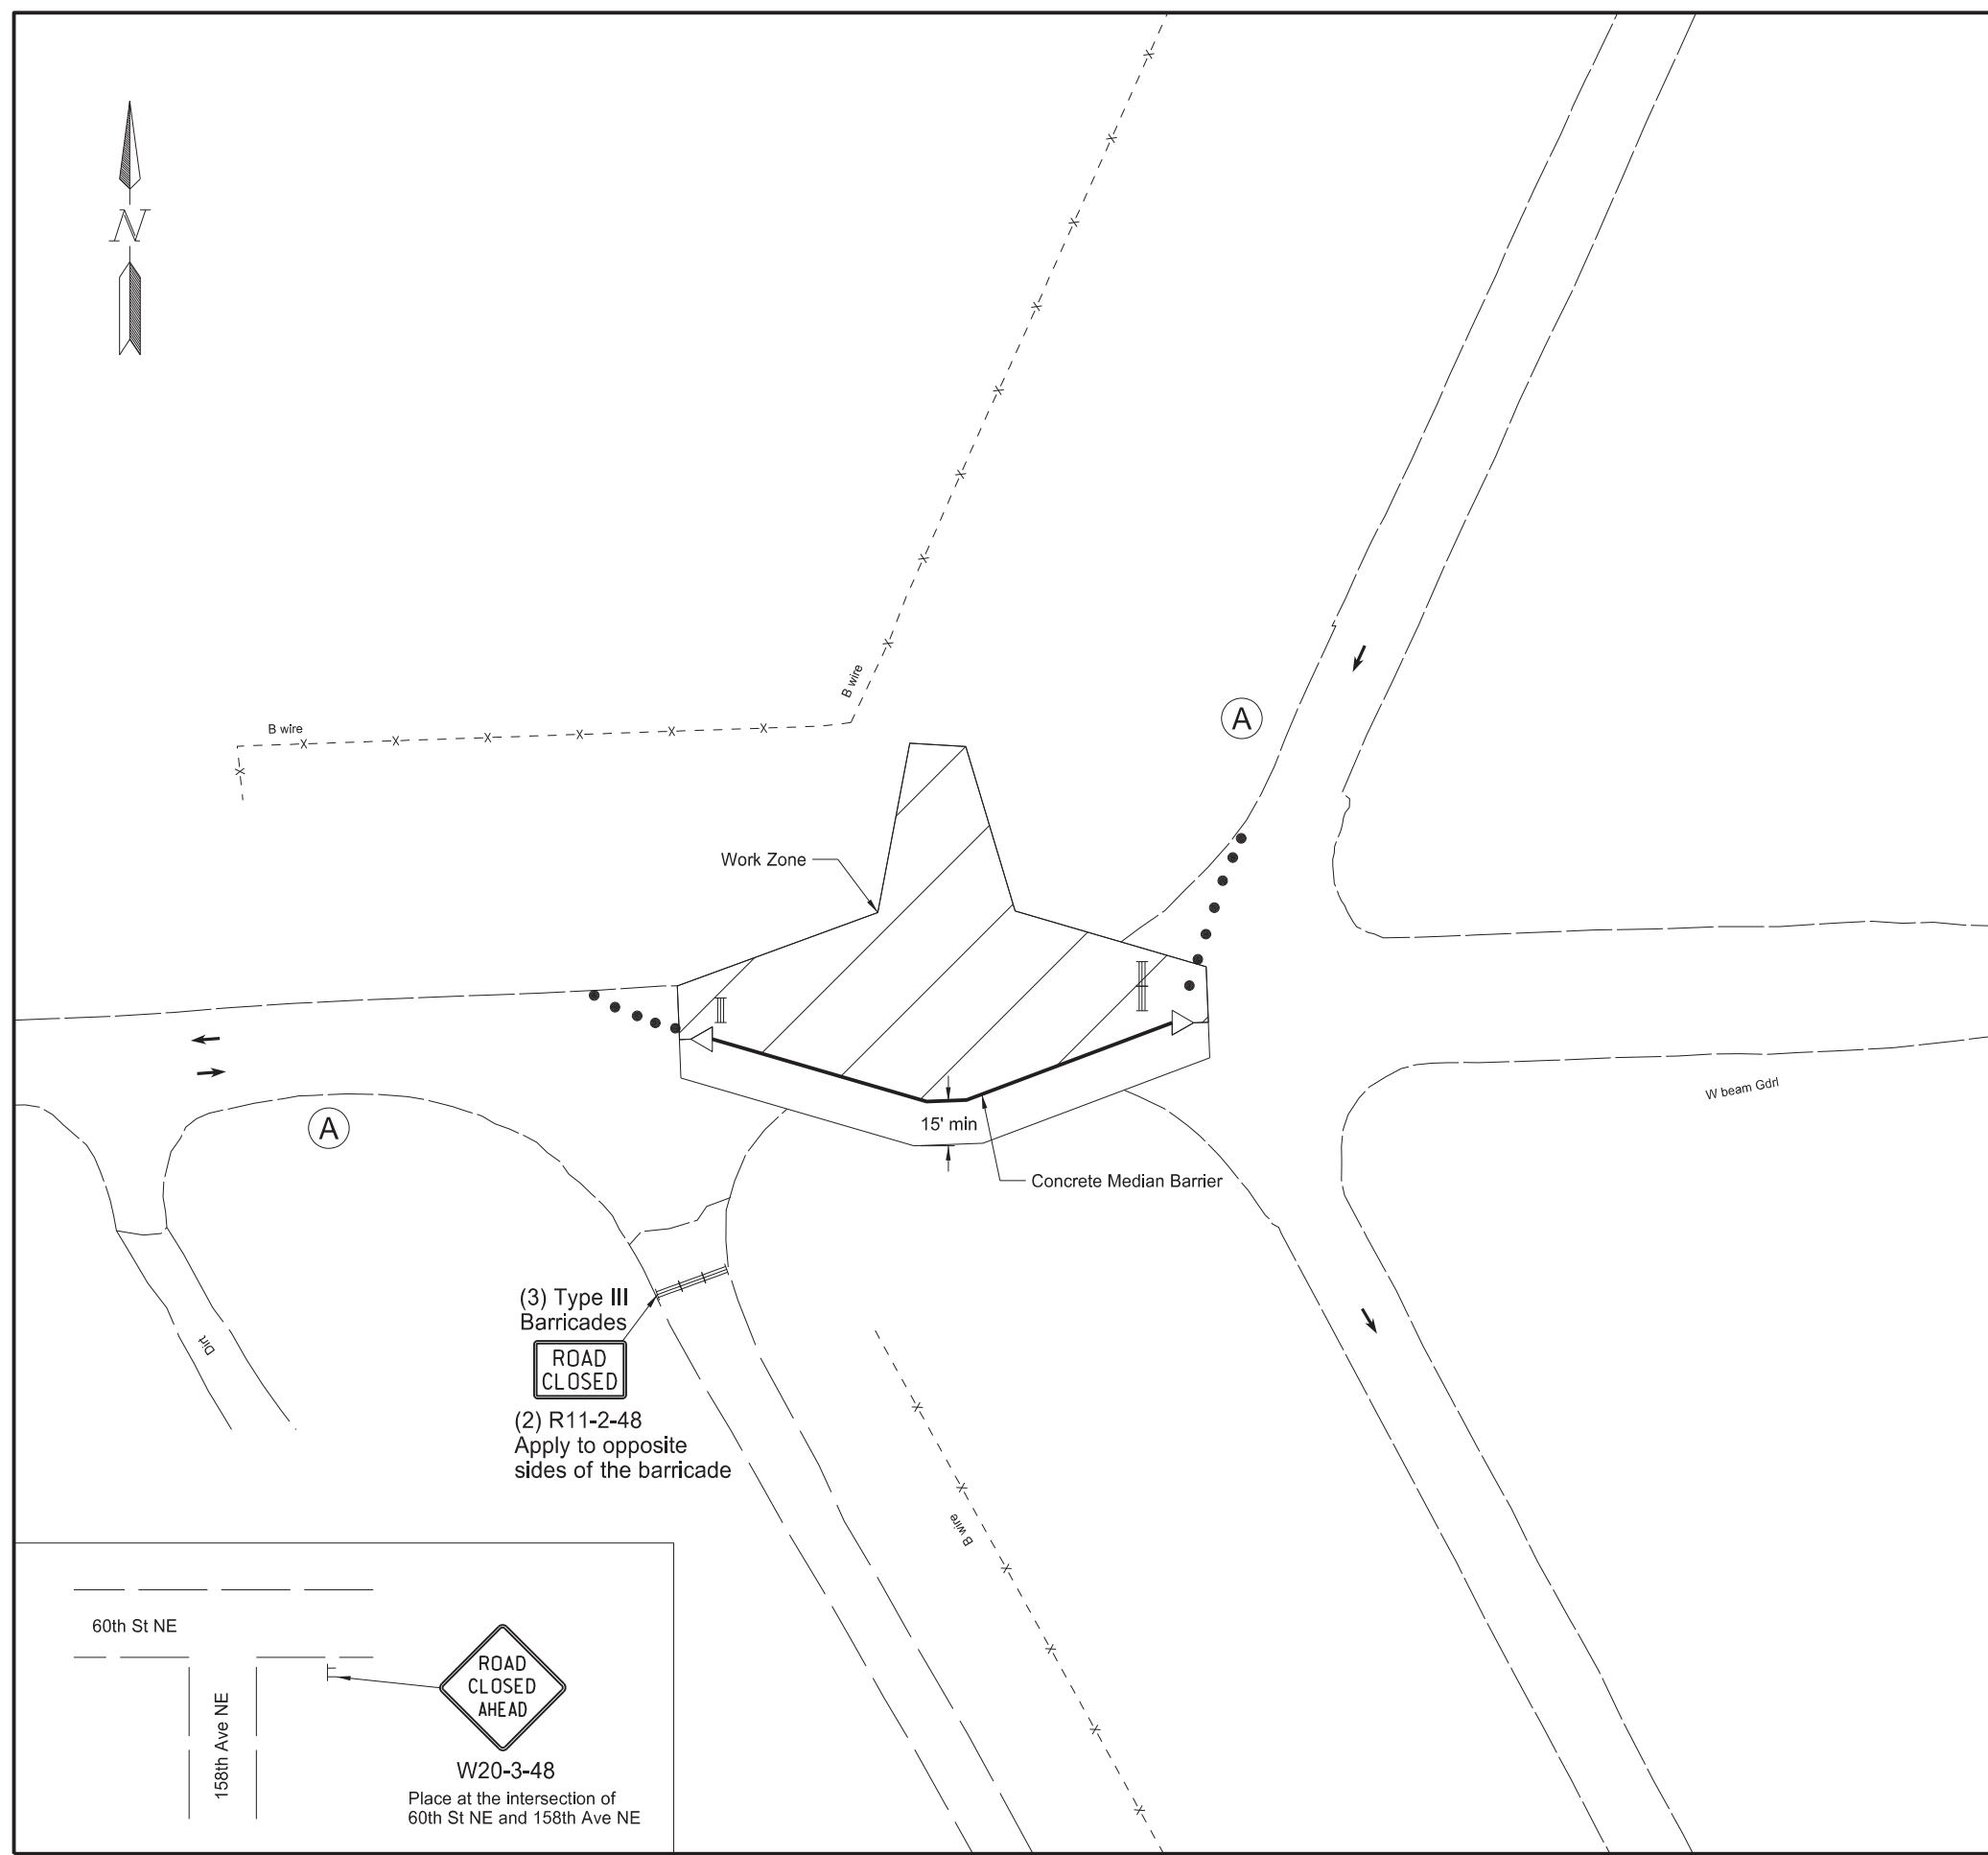 N
B wire
B wire
A
Work Zone
15' min
W beam Gdrl
A
Concrete Median Barrier
(3) Type III
Barricades
ROAD
CLOSED
(2) R11-2-48
Apply to opposite
sides of the barricade
Dirt
B wire
60th St NE
158th Ave NE
ROAD
CLOSED
AHEAD
W20-3-48
Place at the intersection of
60th St NE and 158th Ave NE